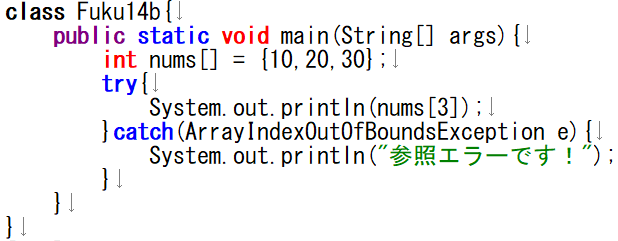 class Fuku14b{↓
    public static void main(String[] args){↓
        int nums[] = {10,20,30};↓
        try{↓
            System.out.println(nums[3]);↓
        }catch(ArrayIndexOutOfBoundsException e){↓
            System.out.println("参照エラーです！");
        }↓
    }↓
}↓